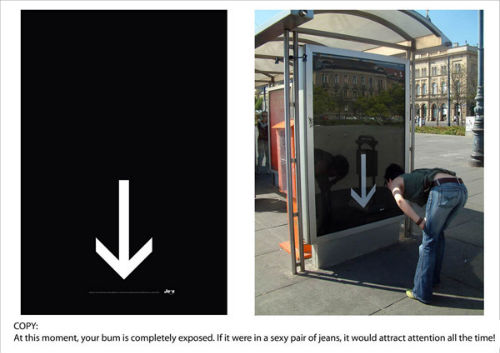 COPY:
At this moment, your bum is completely exposed. If it were in a sexy pair of jeans, it would attract attention all the time!